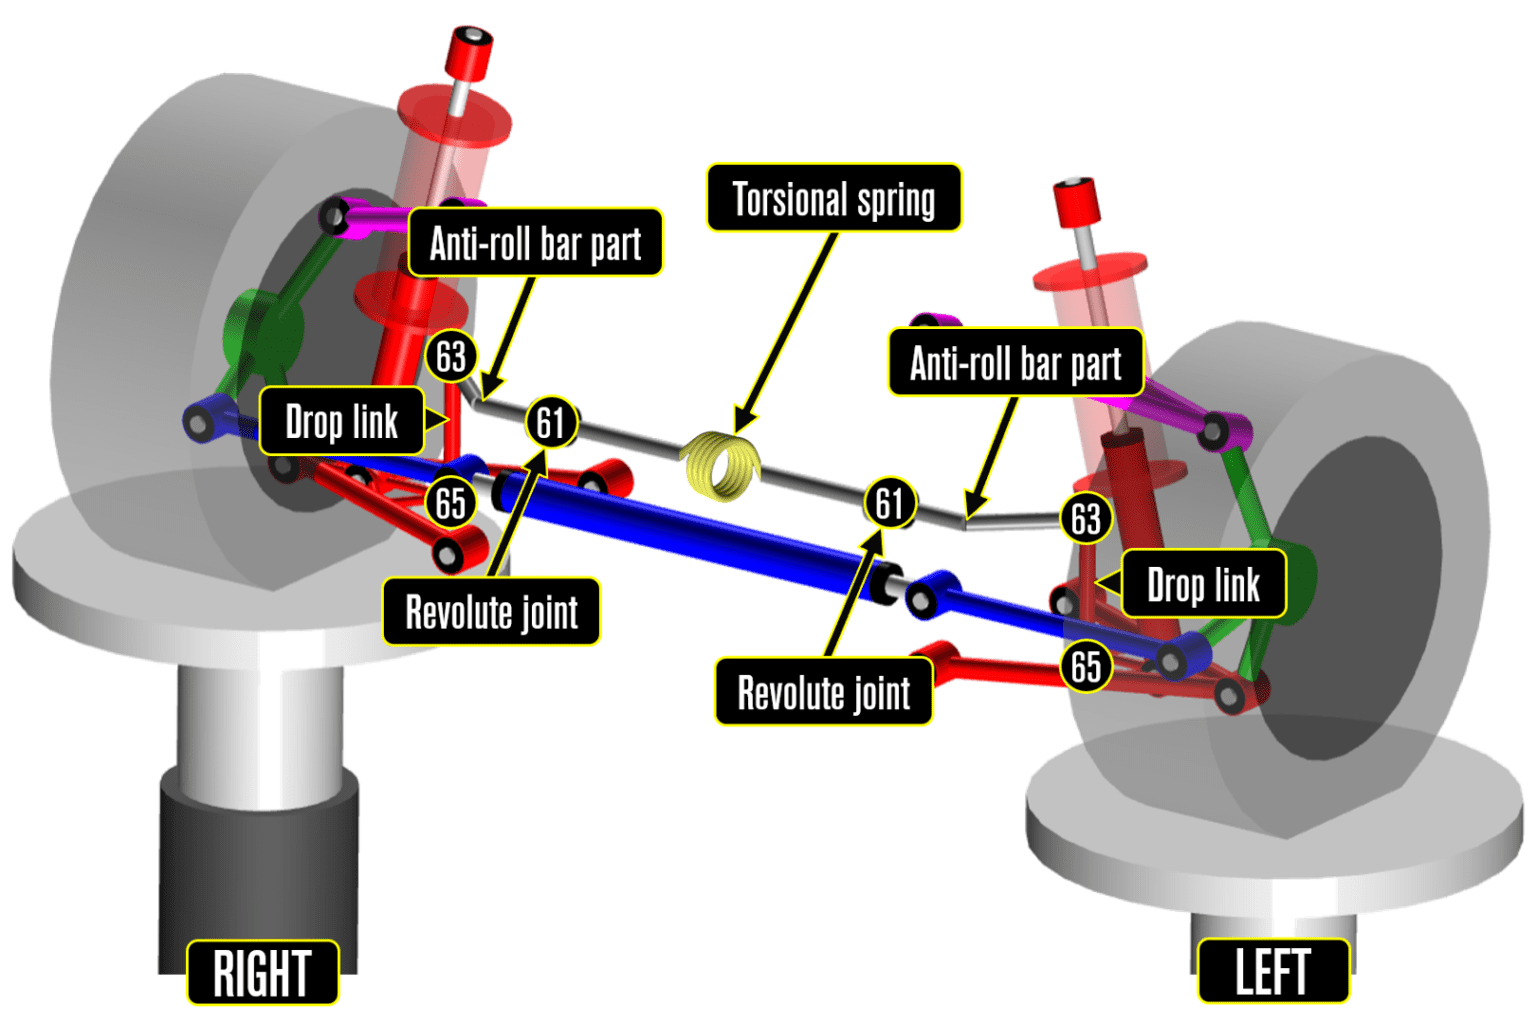 Torsional spring
Anti-roll bar part
63
Anti-roll bar part
Drop link
61
65
61
63
Revolute joint
Drop link
65
Revolute joint
RIGHT
LEFT